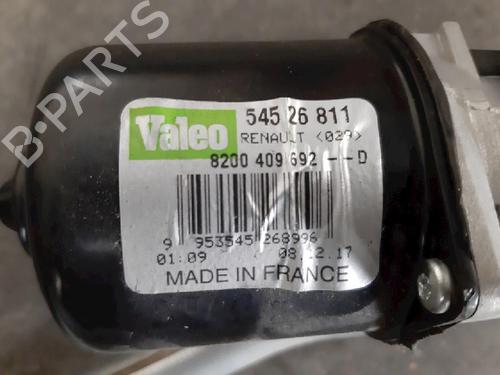 B-PARTS
Valeo
545 26 811
RENAULT <029>
8200 409 692 --D
9 953545 268996
01:09 08.12.17
MADE IN FRANCE